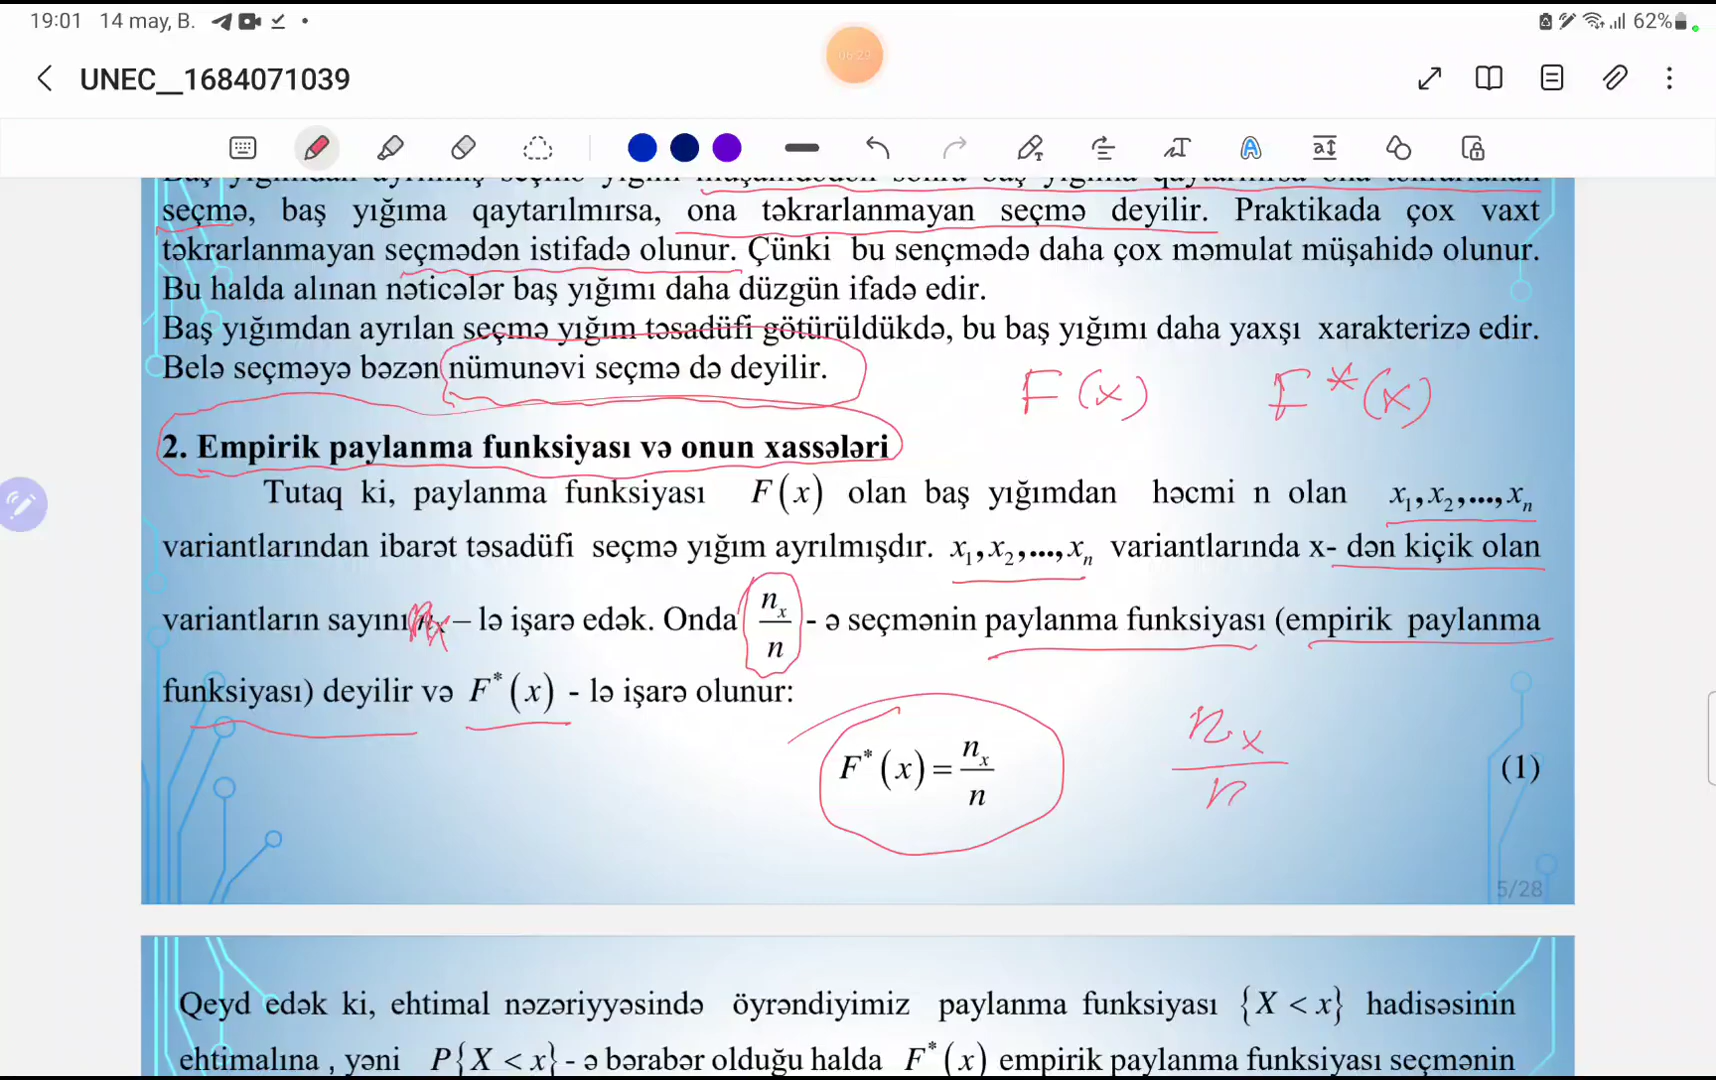 19:01 14 may, B. 62%
06:29
UNEC__1684071039
seçmə, baş yığıma qaytarılmırsa, ona təkrarlanmayan seçmə deyilir. Praktikada çox vaxt
təkrarlanmayan seçmədən istifadə olunur. Çünki bu sençmədə daha çox məmulat müşahidə olunur.
Bu halda alınan nəticələr baş yığımı daha düzgün ifadə edir.
Baş yığımdan ayrılan seçmə yığım təsadüfi götürüldükdə, bu baş yığımı daha yaxşı xarakterizə edir.
Belə seçməyə bəzən nümunəvi seçmə də deyilir.
F(x) F*(x)
2. Empirik paylanma funksiyası və onun xassələri
Tutaq ki, paylanma funksiyası F(x) olan baş yığımdan həcmi n olan x₁,x₂,...,xₙ
variantlarından ibarət təsadüfi seçmə yığım ayrılmışdır. x₁,x₂,...,xₙ variantlarında x- dən kiçik olan
variantların sayını nₓ – lə işarə edək. Onda nₓ/n - ə seçmənin paylanma funksiyası (empirik paylanma
funksiyası) deyilir və F*(x) - lə işarə olunur:
F*(x) = nₓ/n nₓ/n (1)
5/28
Qeyd edək ki, ehtimal nəzəriyyəsində öyrəndiyimiz paylanma funksiyası {X < x} hadisəsinin
ehtimalına , yəni P{X < x} - ə bərabər olduğu halda F*(x) empirik paylanma funksiyası seçmənin